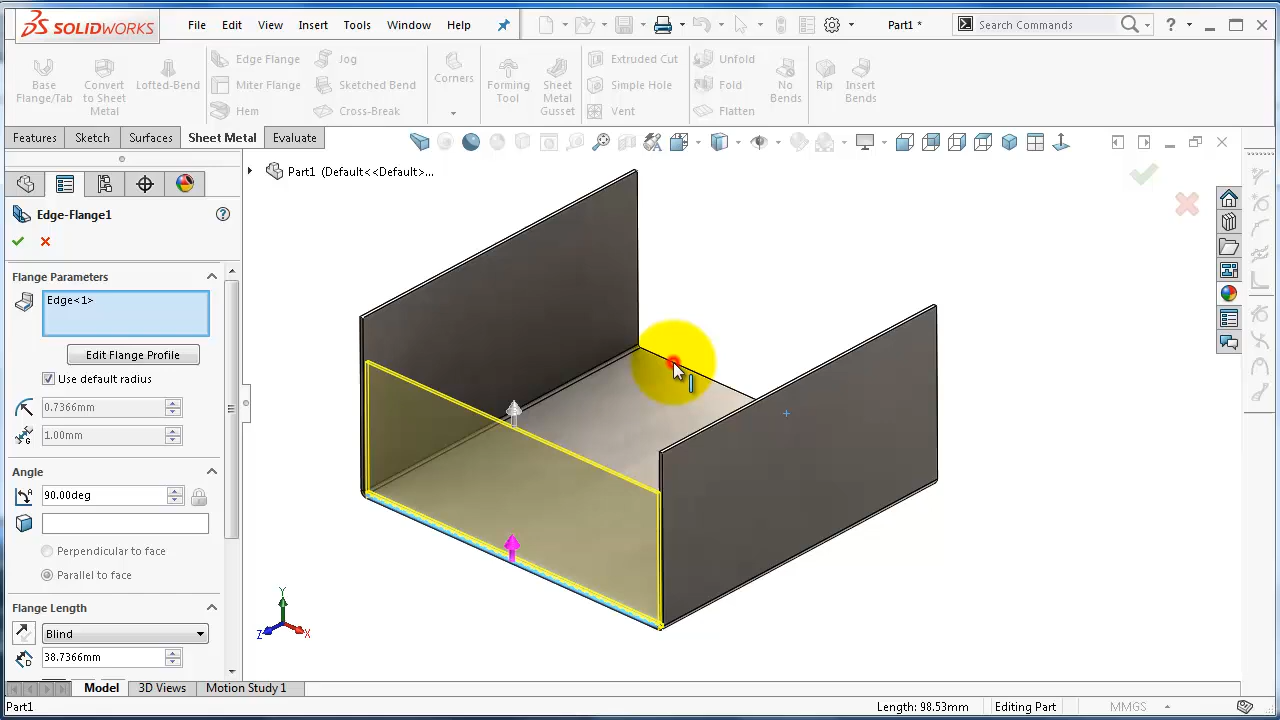 SOLIDWORKS File Edit View Insert Tools Window Help Part1 * Search Commands ?
Base Flange/Tab Convert to Sheet Metal Lofted-Bend Edge Flange Miter Flange Hem Jog Sketched Bend Cross-Break Corners Forming Tool Sheet Metal Gusset Extruded Cut Simple Hole Vent Unfold Fold Flatten No Bends Rip Insert Bends
Features Sketch Surfaces Sheet Metal Evaluate
Part1 (Default<<Default>...
Edge-Flange1 ?
Flange Parameters
Edge<1>
Edit Flange Profile
Use default radius
0.7366mm
1.00mm
Angle
90.00deg
Perpendicular to face
Parallel to face
Flange Length
Blind
38.7366mm
Y
Z X
Model 3D Views Motion Study 1
Part1 Length: 98.53mm Editing Part MMGS